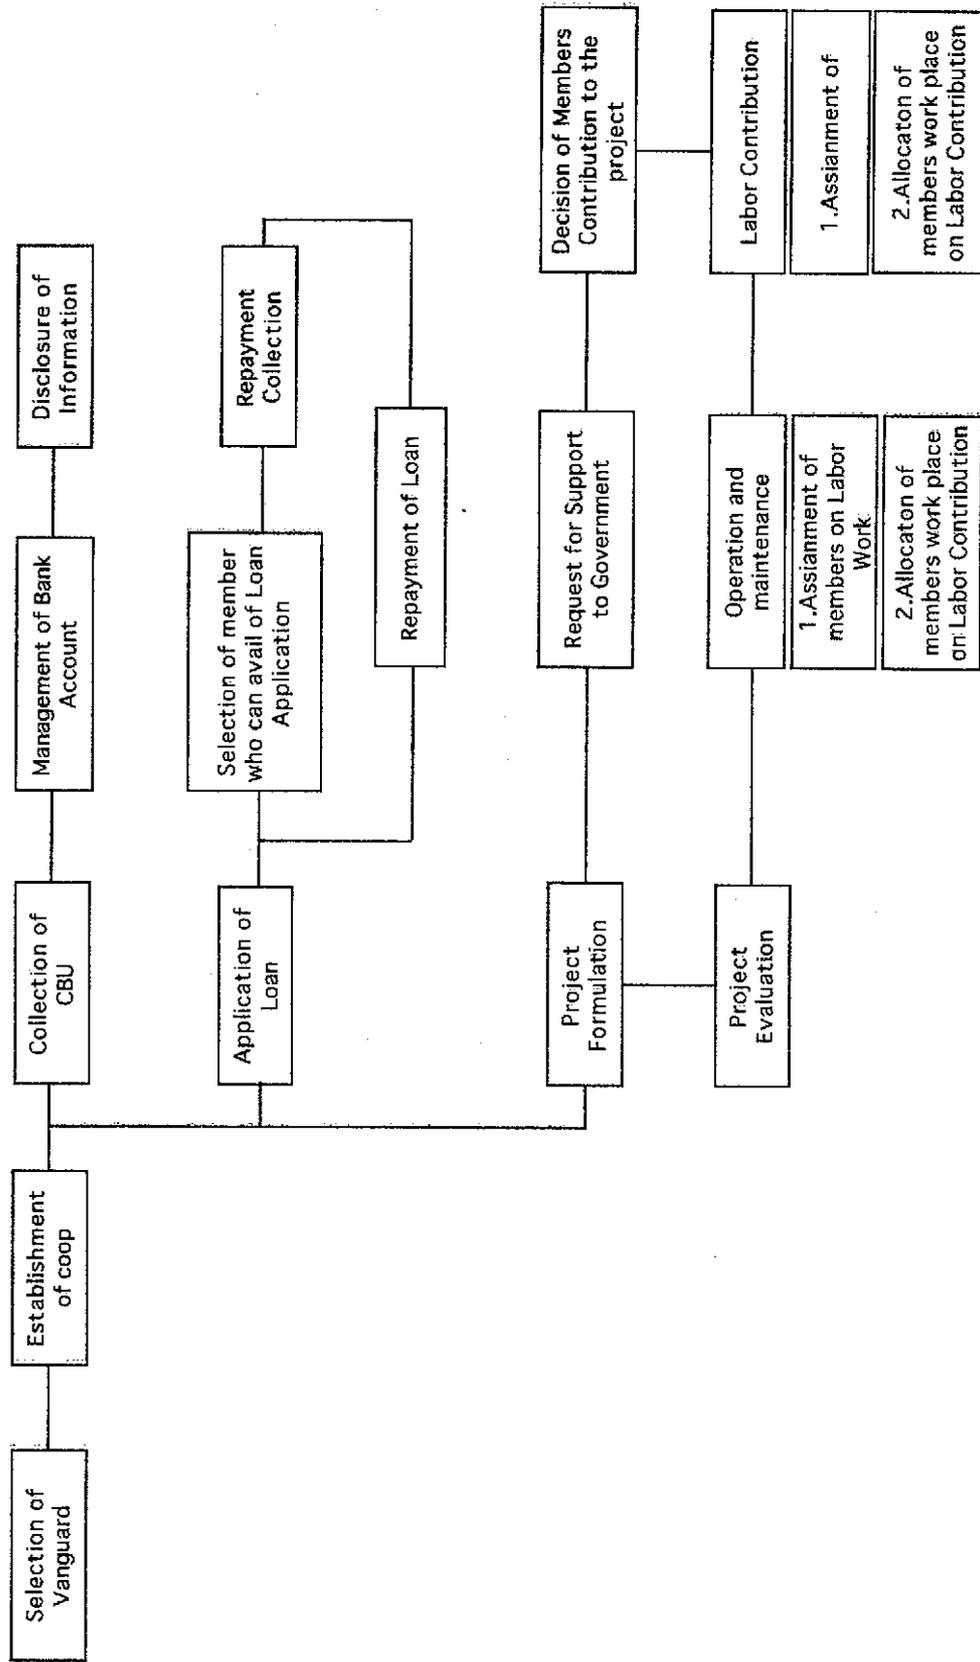 Selection of
Vanguard
Establishment
of coop
Collection of
CBU
Management of Bank
Account
Disclosure of
Information
Application of
Loan
Selection of member
who can avail of Loan
Application
Repayment
Collection
Repayment of Loan
Project
Formulation
Request for Support
to Government
Decision of Members
Contribution to the
project
Project
Evaluation
Operation and
maintenance
1.Assianment of
members on Labor
Work
2.Allocaton of
members work place
on Labor Contribution
Labor Contribution
1.Assianment of
2.Allocaton of
members work place
on Labor Contribution